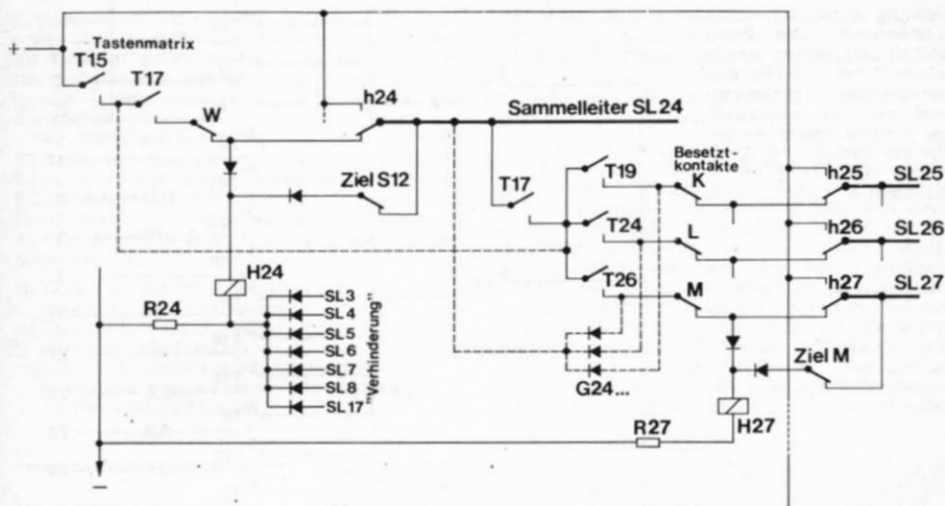 +
Tastenmatrix
T15
T17
W
h24
Sammelleiter SL24
Ziel S12
T17
T19
Besetzt-
kontakte
K
h25
SL25
T24
L
h26
SL26
T26
M
h27
SL27
H24
R24
SL3
SL4
SL5
SL6
SL7
SL8
SL17
"Verhinderung"
G24...
Ziel M
R27
H27
−